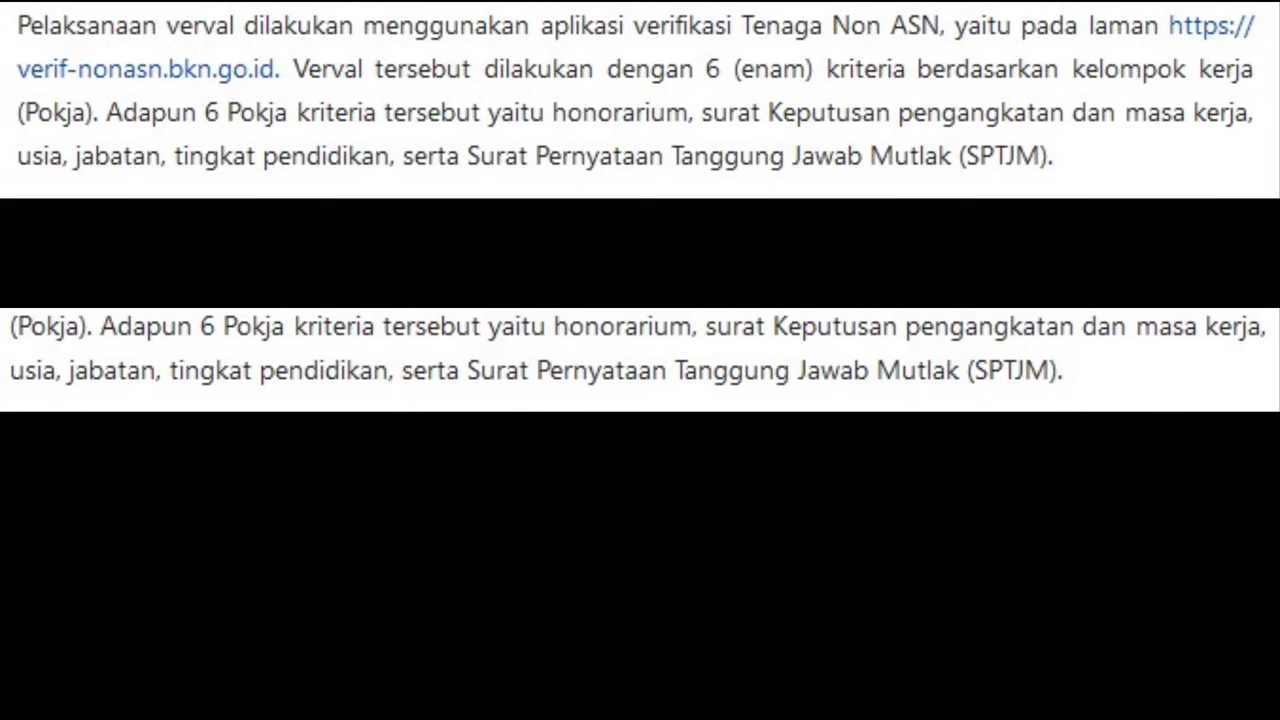 Pelaksanaan verval dilakukan menggunakan aplikasi verifikasi Tenaga Non ASN, yaitu pada laman https://
verif-nonasn.bkn.go.id. Verval tersebut dilakukan dengan 6 (enam) kriteria berdasarkan kelompok kerja
(Pokja). Adapun 6 Pokja kriteria tersebut yaitu honorarium, surat Keputusan pengangkatan dan masa kerja,
usia, jabatan, tingkat pendidikan, serta Surat Pernyataan Tanggung Jawab Mutlak (SPTJM).
(Pokja). Adapun 6 Pokja kriteria tersebut yaitu honorarium, surat Keputusan pengangkatan dan masa kerja,
usia, jabatan, tingkat pendidikan, serta Surat Pernyataan Tanggung Jawab Mutlak (SPTJM).